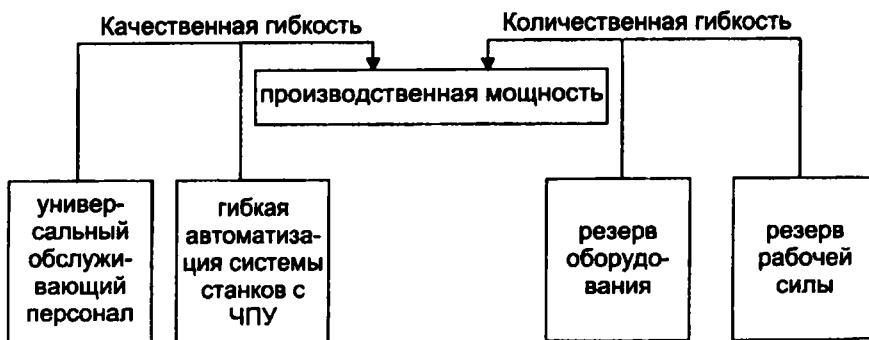 Качественная гибкость
Количественная гибкость
производственная мощность
универ-
сальный
обслужи-
вающий
персонал
гибкая
автоматиза-
ция системы
станков с
ЧПУ
резерв
оборудо-
вания
резерв
рабочей
силы